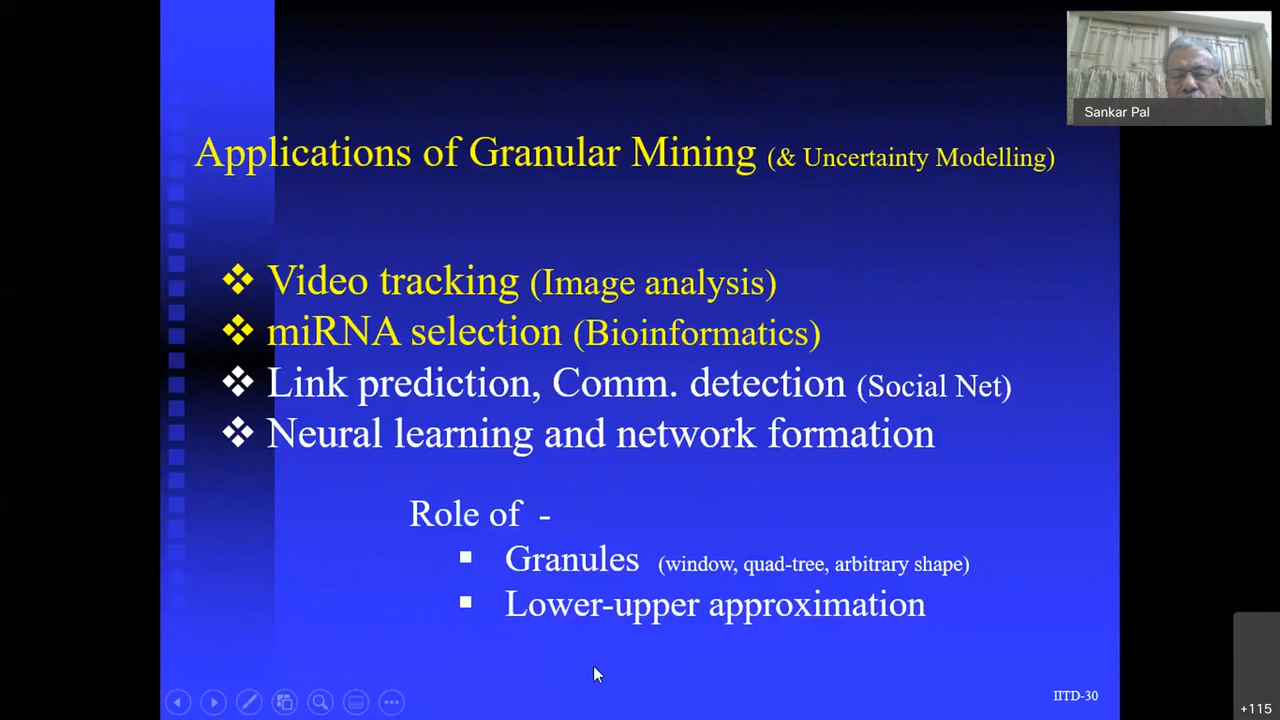 Sankar Pal
Applications of Granular Mining (& Uncertainty Modelling)
Video tracking (Image analysis)
miRNA selection (Bioinformatics)
Link prediction, Comm. detection (Social Net)
Neural learning and network formation
Role of -
Granules (window, quad-tree, arbitrary shape)
Lower-upper approximation
IITD-30
+115